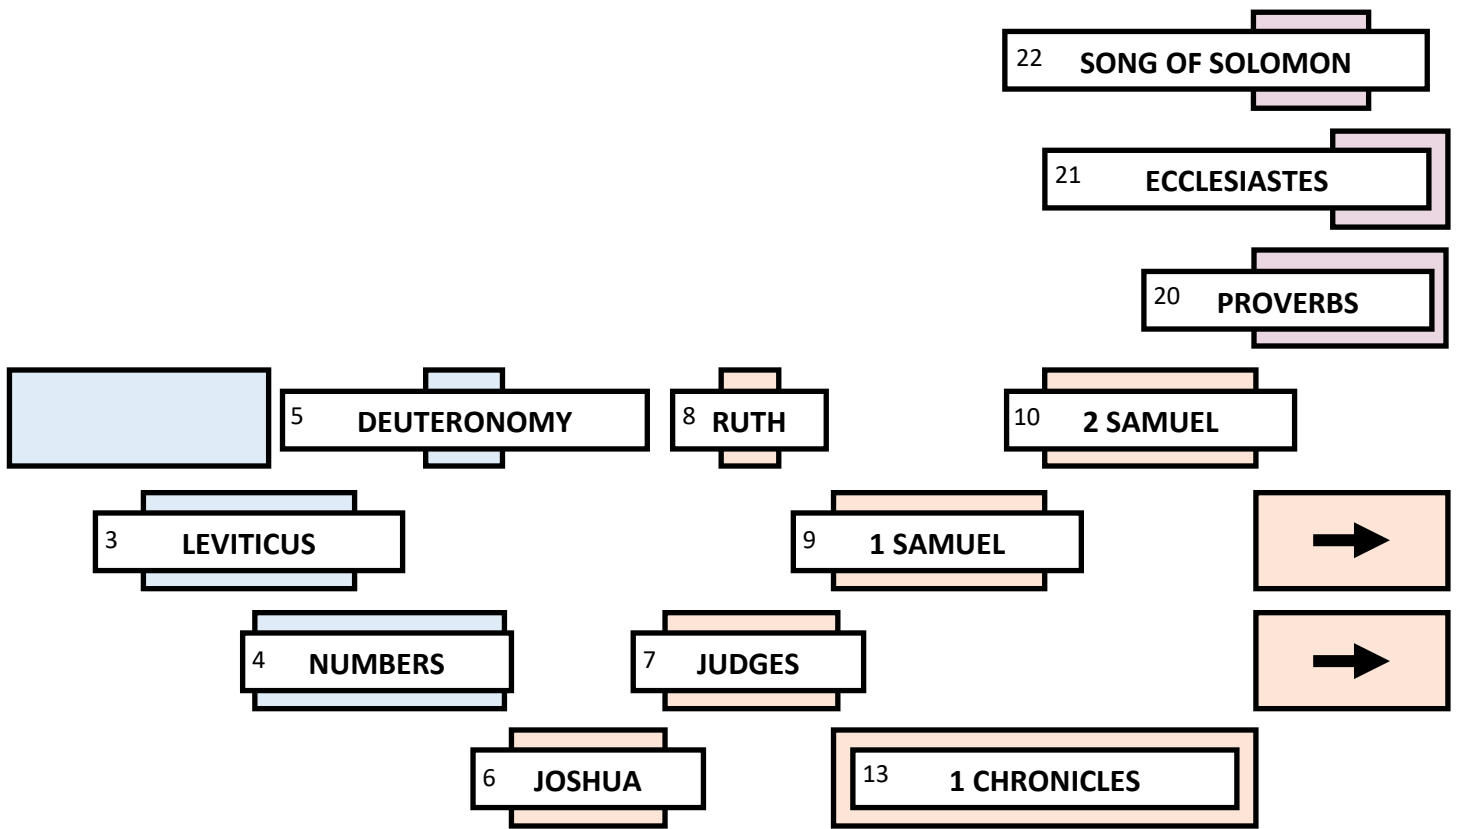 22 SONG OF SOLOMON
21 ECCLESIASTES
20 PROVERBS
5 DEUTERONOMY
8 RUTH
10 2 SAMUEL
3 LEVITICUS
9 1 SAMUEL
4 NUMBERS
7 JUDGES
6 JOSHUA
13 1 CHRONICLES